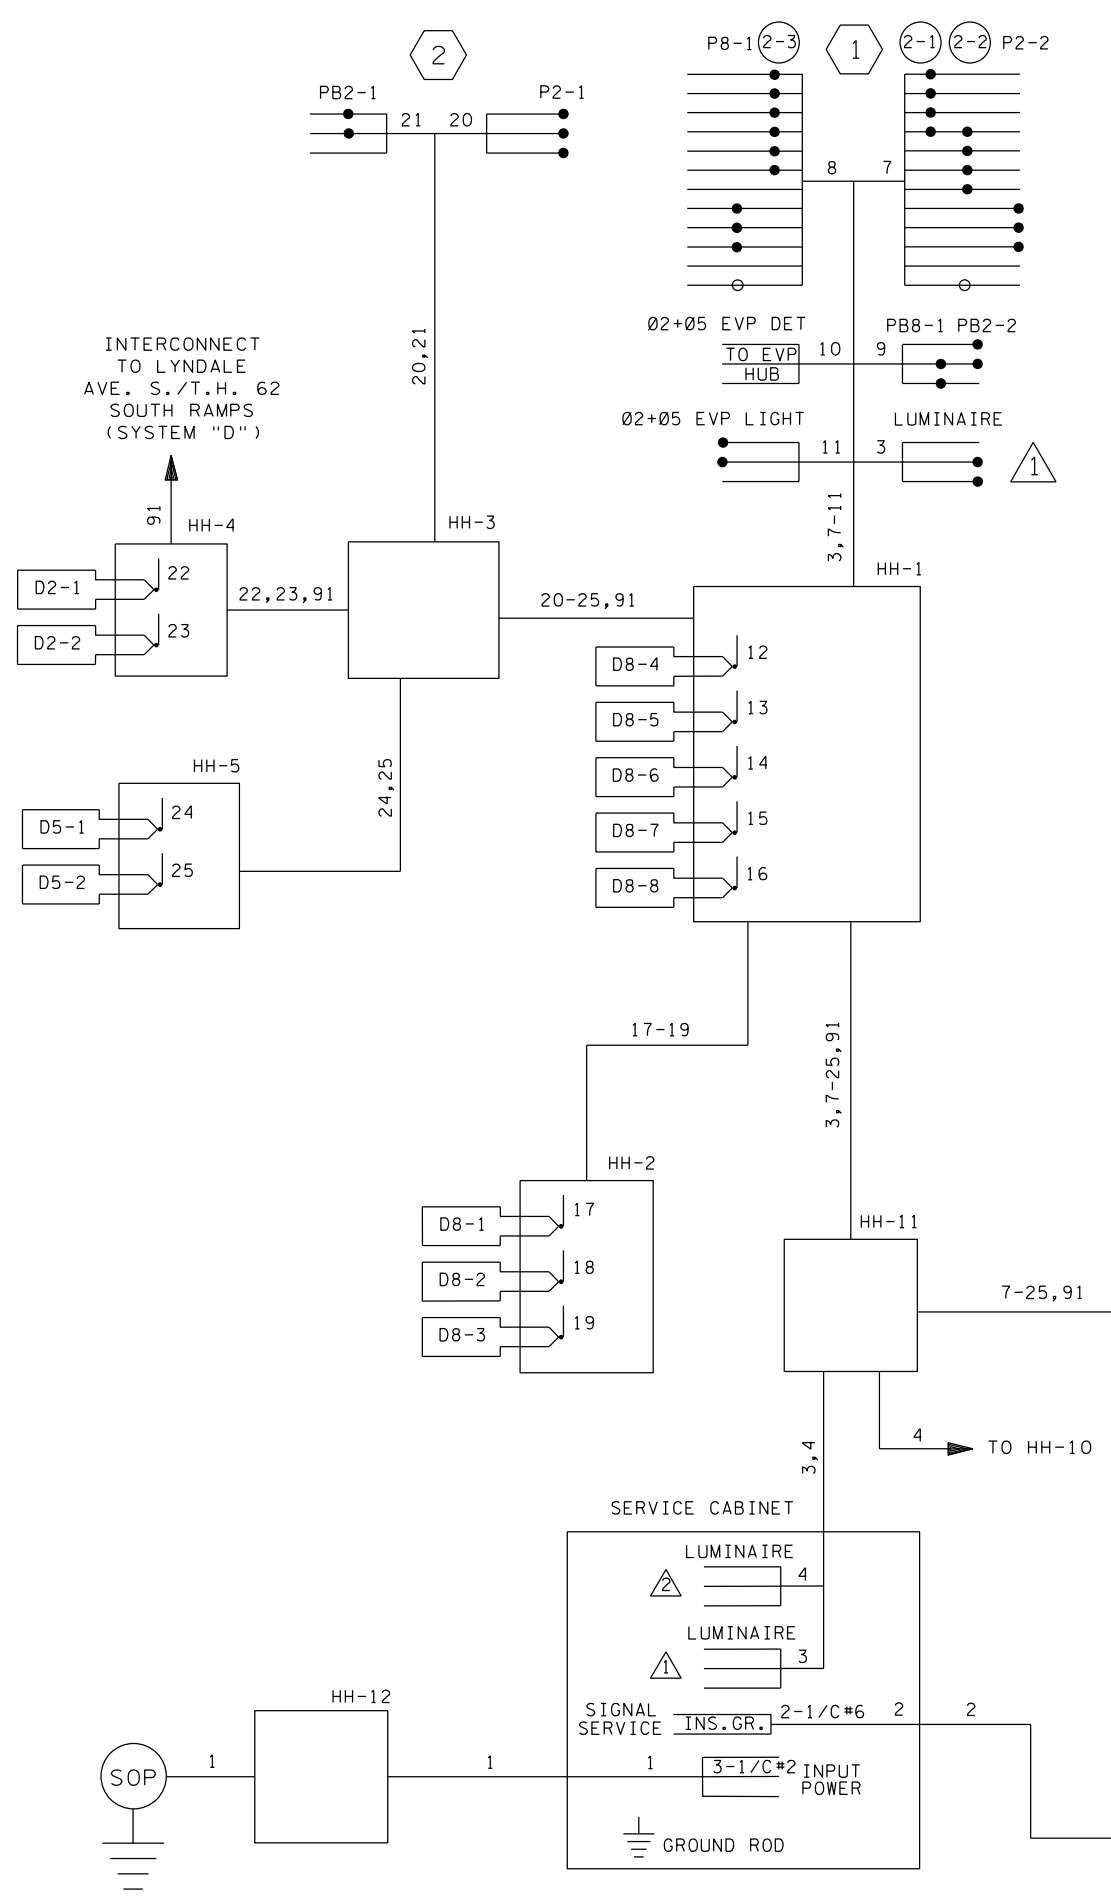 2
PB2-1
P2-1
21
20
20,21
P8-1
2-3
1
2-1
2-2
P2-2
8
7
Ø2+Ø5 EVP DET
TO EVP
HUB
10
9
PB8-1 PB2-2
Ø2+Ø5 EVP LIGHT
11
3
LUMINAIRE
1
3,7-11
INTERCONNECT
TO LYNDALE
AVE. S./T.H. 62
SOUTH RAMPS
(SYSTEM "D")
91
HH-4
D2-1
22
D2-2
23
22,23,91
HH-3
20-25,91
24,25
HH-5
D5-1
24
D5-2
25
HH-1
D8-4
12
D8-5
13
D8-6
14
D8-7
15
D8-8
16
17-19
3,7-25,91
HH-2
D8-1
17
D8-2
18
D8-3
19
HH-11
7-25,91
3,4
4
TO HH-10
SERVICE CABINET
LUMINAIRE
2
4
LUMINAIRE
1
3
SIGNAL
SERVICE
INS.GR.
2-1/C#6
2
2
HH-12
SOP
1
1
1
3-1/C#2
INPUT
POWER
GROUND ROD